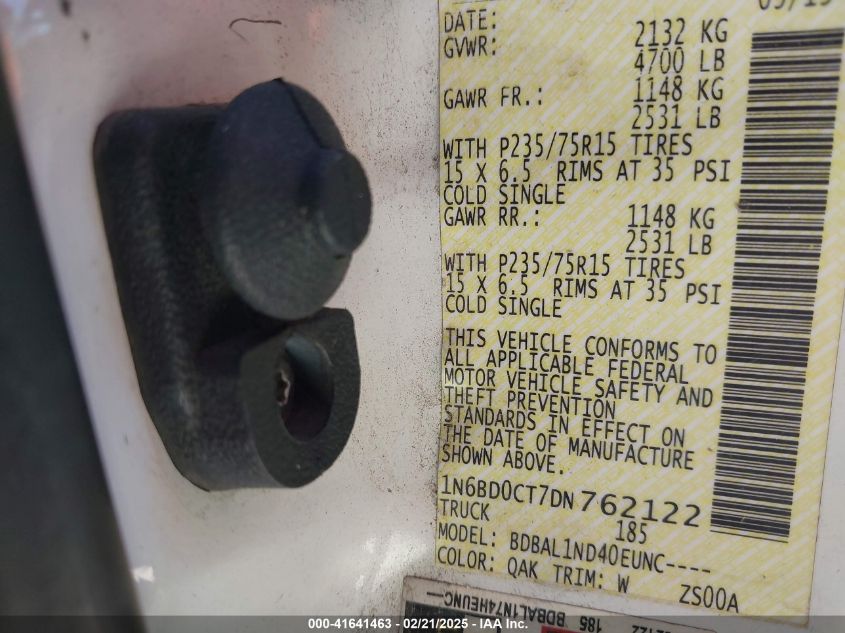 DATE:
GVWR: 2132 KG
4700 LB
GAWR FR.: 1148 KG
2531 LB
WITH P235/75R15 TIRES
15 X 6.5 RIMS AT 35 PSI
COLD SINGLE
GAWR RR.: 1148 KG
2531 LB
WITH P235/75R15 TIRES
15 X 6.5 RIMS AT 35 PSI
COLD SINGLE
THIS VEHICLE CONFORMS TO
ALL APPLICABLE FEDERAL
MOTOR VEHICLE SAFETY AND
THEFT PREVENTION
STANDARDS IN EFFECT ON
THE DATE OF MANUFACTURE
SHOWN ABOVE.
1N6BD0CT7DN762122
TRUCK 185
MODEL: BDBAL1ND40EUNC----
COLOR: QAK TRIM: W ZS00A
185 BDBAL1N74HEUNC
000-41641463 - 02/21/2025 - IAA Inc.